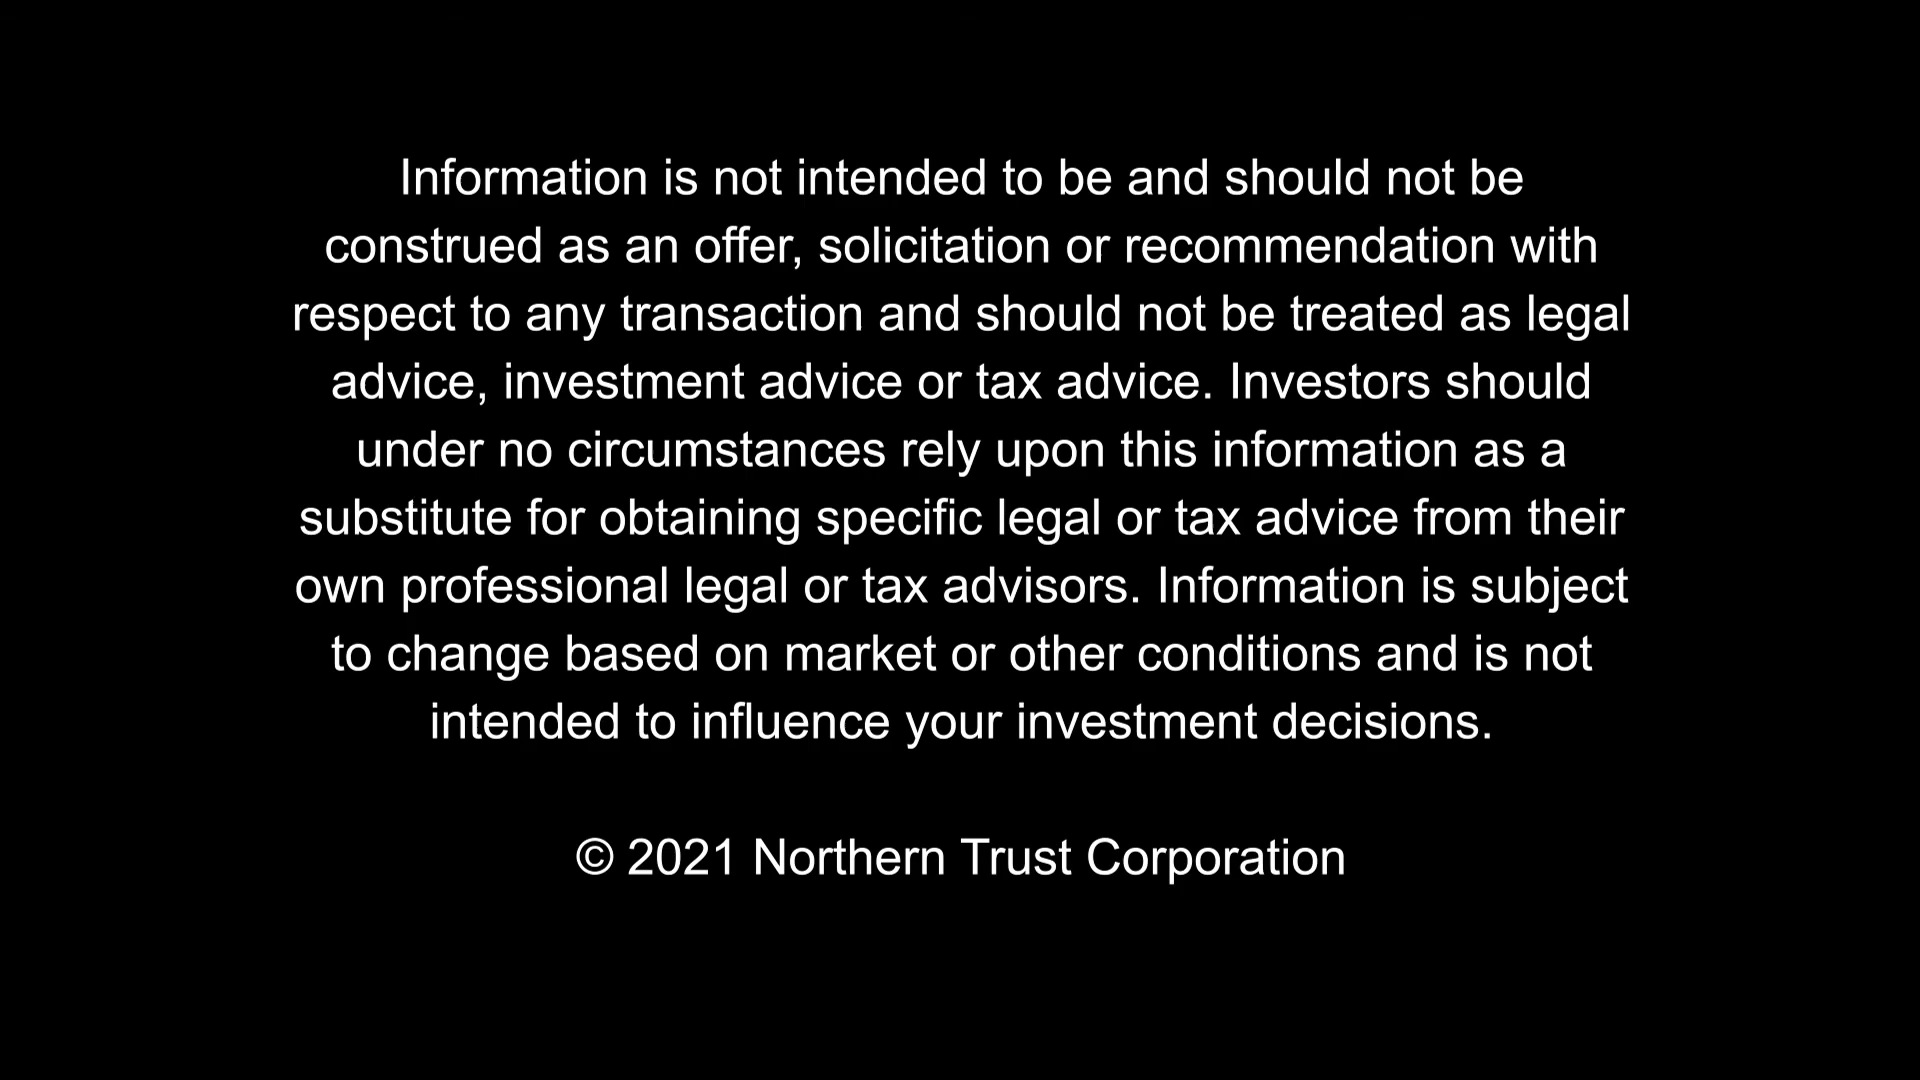 Information is not intended to be and should not be
construed as an offer, solicitation or recommendation with
respect to any transaction and should not be treated as legal
advice, investment advice or tax advice. Investors should
under no circumstances rely upon this information as a
substitute for obtaining specific legal or tax advice from their
own professional legal or tax advisors. Information is subject
to change based on market or other conditions and is not
intended to influence your investment decisions.
© 2021 Northern Trust Corporation